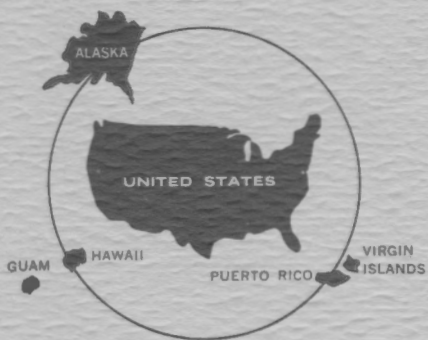 ALASKA
UNITED STATES
GUAM
HAWAII
PUERTO RICO
VIRGIN
ISLANDS